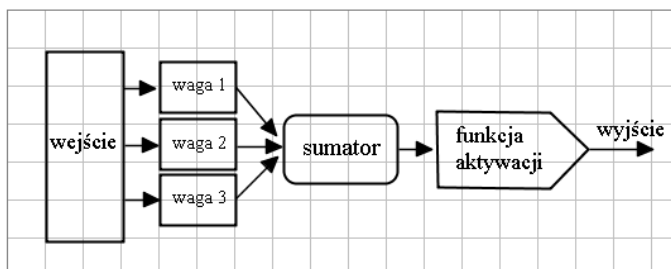 wejście
waga 1
waga 2
waga 3
sumator
funkcja
aktywacji
wyjście